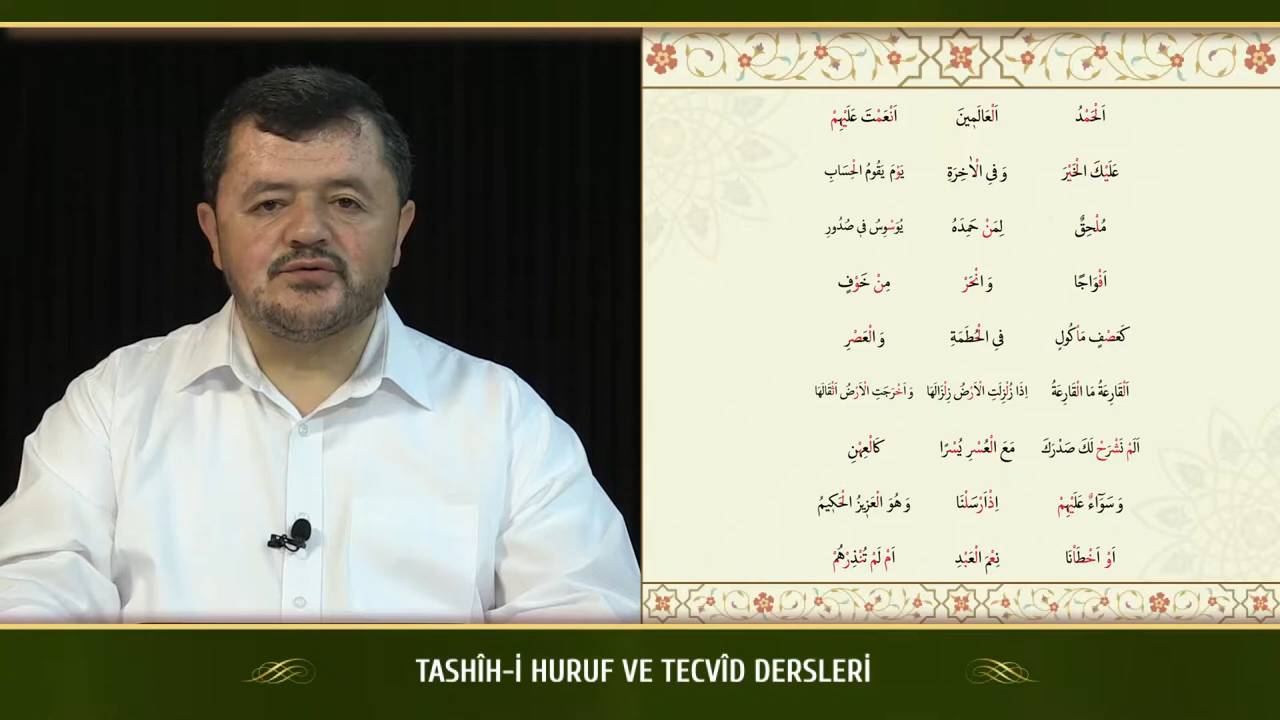 اَلْحَمْدُ اَلْعَالَمٖينَ اَنْعَمْتَ عَلَيْهِمْ
عَلَيْكَ الْخَيْرَ وَفِي الْاٰخِرَةِ يَوْمَ يَقُومُ الْحِسَابِ
مُلْحِقٌ لِمَنْ حَمِدَهُ يُوَسْوِسُ فٖي صُدُورِ
اَفْوَاجًا وَانْحَرْ مِنْ خَوْفٍ
كَعَصْفٍ مَاْكُولٍ فِي الْحُطَمَةِ وَالْعَصْرِ
اَلْقَارِعَةُ مَا الْقَارِعَةُ اِذَا زُلْزِلَتِ الْاَرْضُ زِلْزَالَهَا وَاَخْرَجَتِ الْاَرْضُ اَثْقَالَهَا
اَلَمْ نَشْرَحْ لَكَ صَدْرَكَ مَعَ الْعُسْرِ يُسْرًا كَالْعِهْنِ
وَسَوَٓاءٌ عَلَيْهِمْ اِذْاَرْسَلْنَا وَهُوَ الْعَزٖيزُ الْحَكٖيمُ
اَوْ اَخْطَاْنَا نِعْمَ الْعَبْدِ اَمْ لَمْ تُنْذِرْهُمْ
TASHÎH-İ HURUF VE TECVÎD DERSLERİ